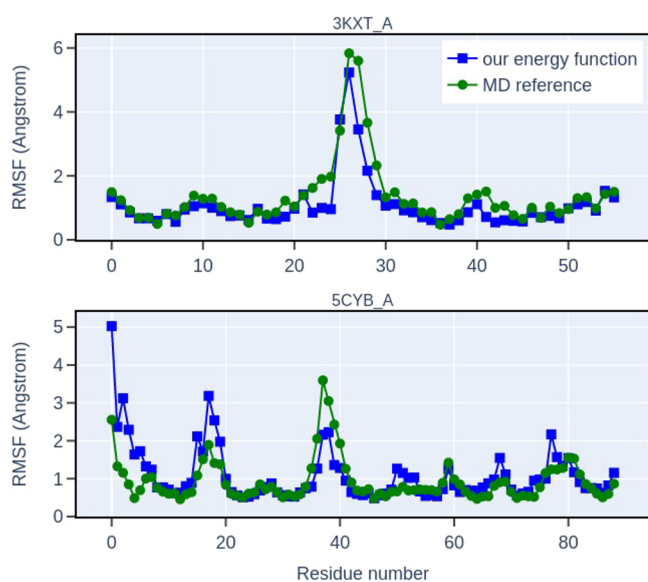 3KXT_A
RMSF (Angstrom)
6
4
2
0
our energy function
MD reference
0 10 20 30 40 50
5CYB_A
RMSF (Angstrom)
5
4
3
2
1
0
0 20 40 60 80
Residue number